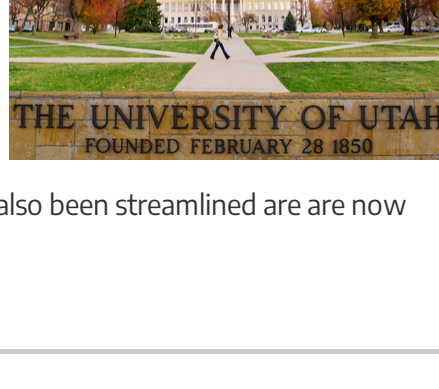 THE UNIVERSITY OF UTAH
FOUNDED FEBRUARY 28 1850
also been streamlined are are now